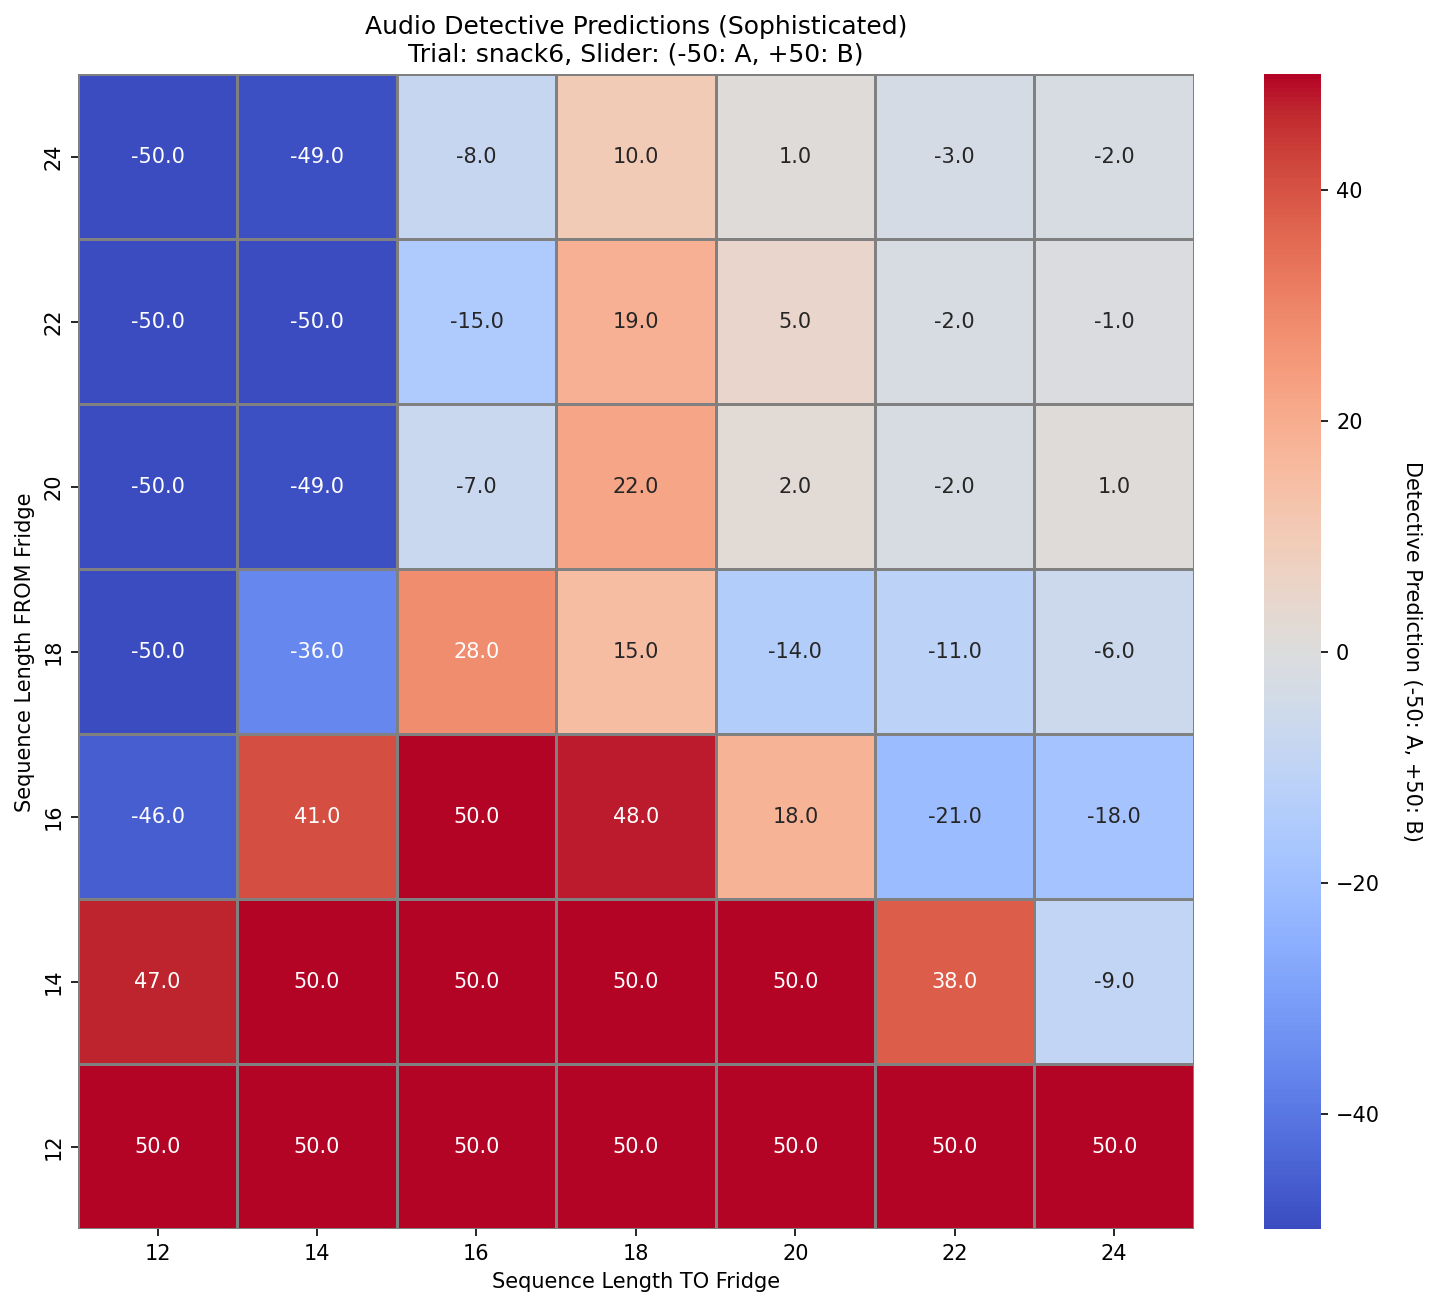 Audio Detective Predictions (Sophisticated)
Trial: snack6, Slider: (-50: A, +50: B)
Sequence Length FROM Fridge
24 -50.0 -49.0 -8.0 10.0 1.0 -3.0 -2.0
22 -50.0 -50.0 -15.0 19.0 5.0 -2.0 -1.0
20 -50.0 -49.0 -7.0 22.0 2.0 -2.0 1.0
18 -50.0 -36.0 28.0 15.0 -14.0 -11.0 -6.0
16 -46.0 41.0 50.0 48.0 18.0 -21.0 -18.0
14 47.0 50.0 50.0 50.0 50.0 38.0 -9.0
12 50.0 50.0 50.0 50.0 50.0 50.0 50.0
12 14 16 18 20 22 24
Sequence Length TO Fridge
40
20
0
−20
−40
Detective Prediction (-50: A, +50: B)